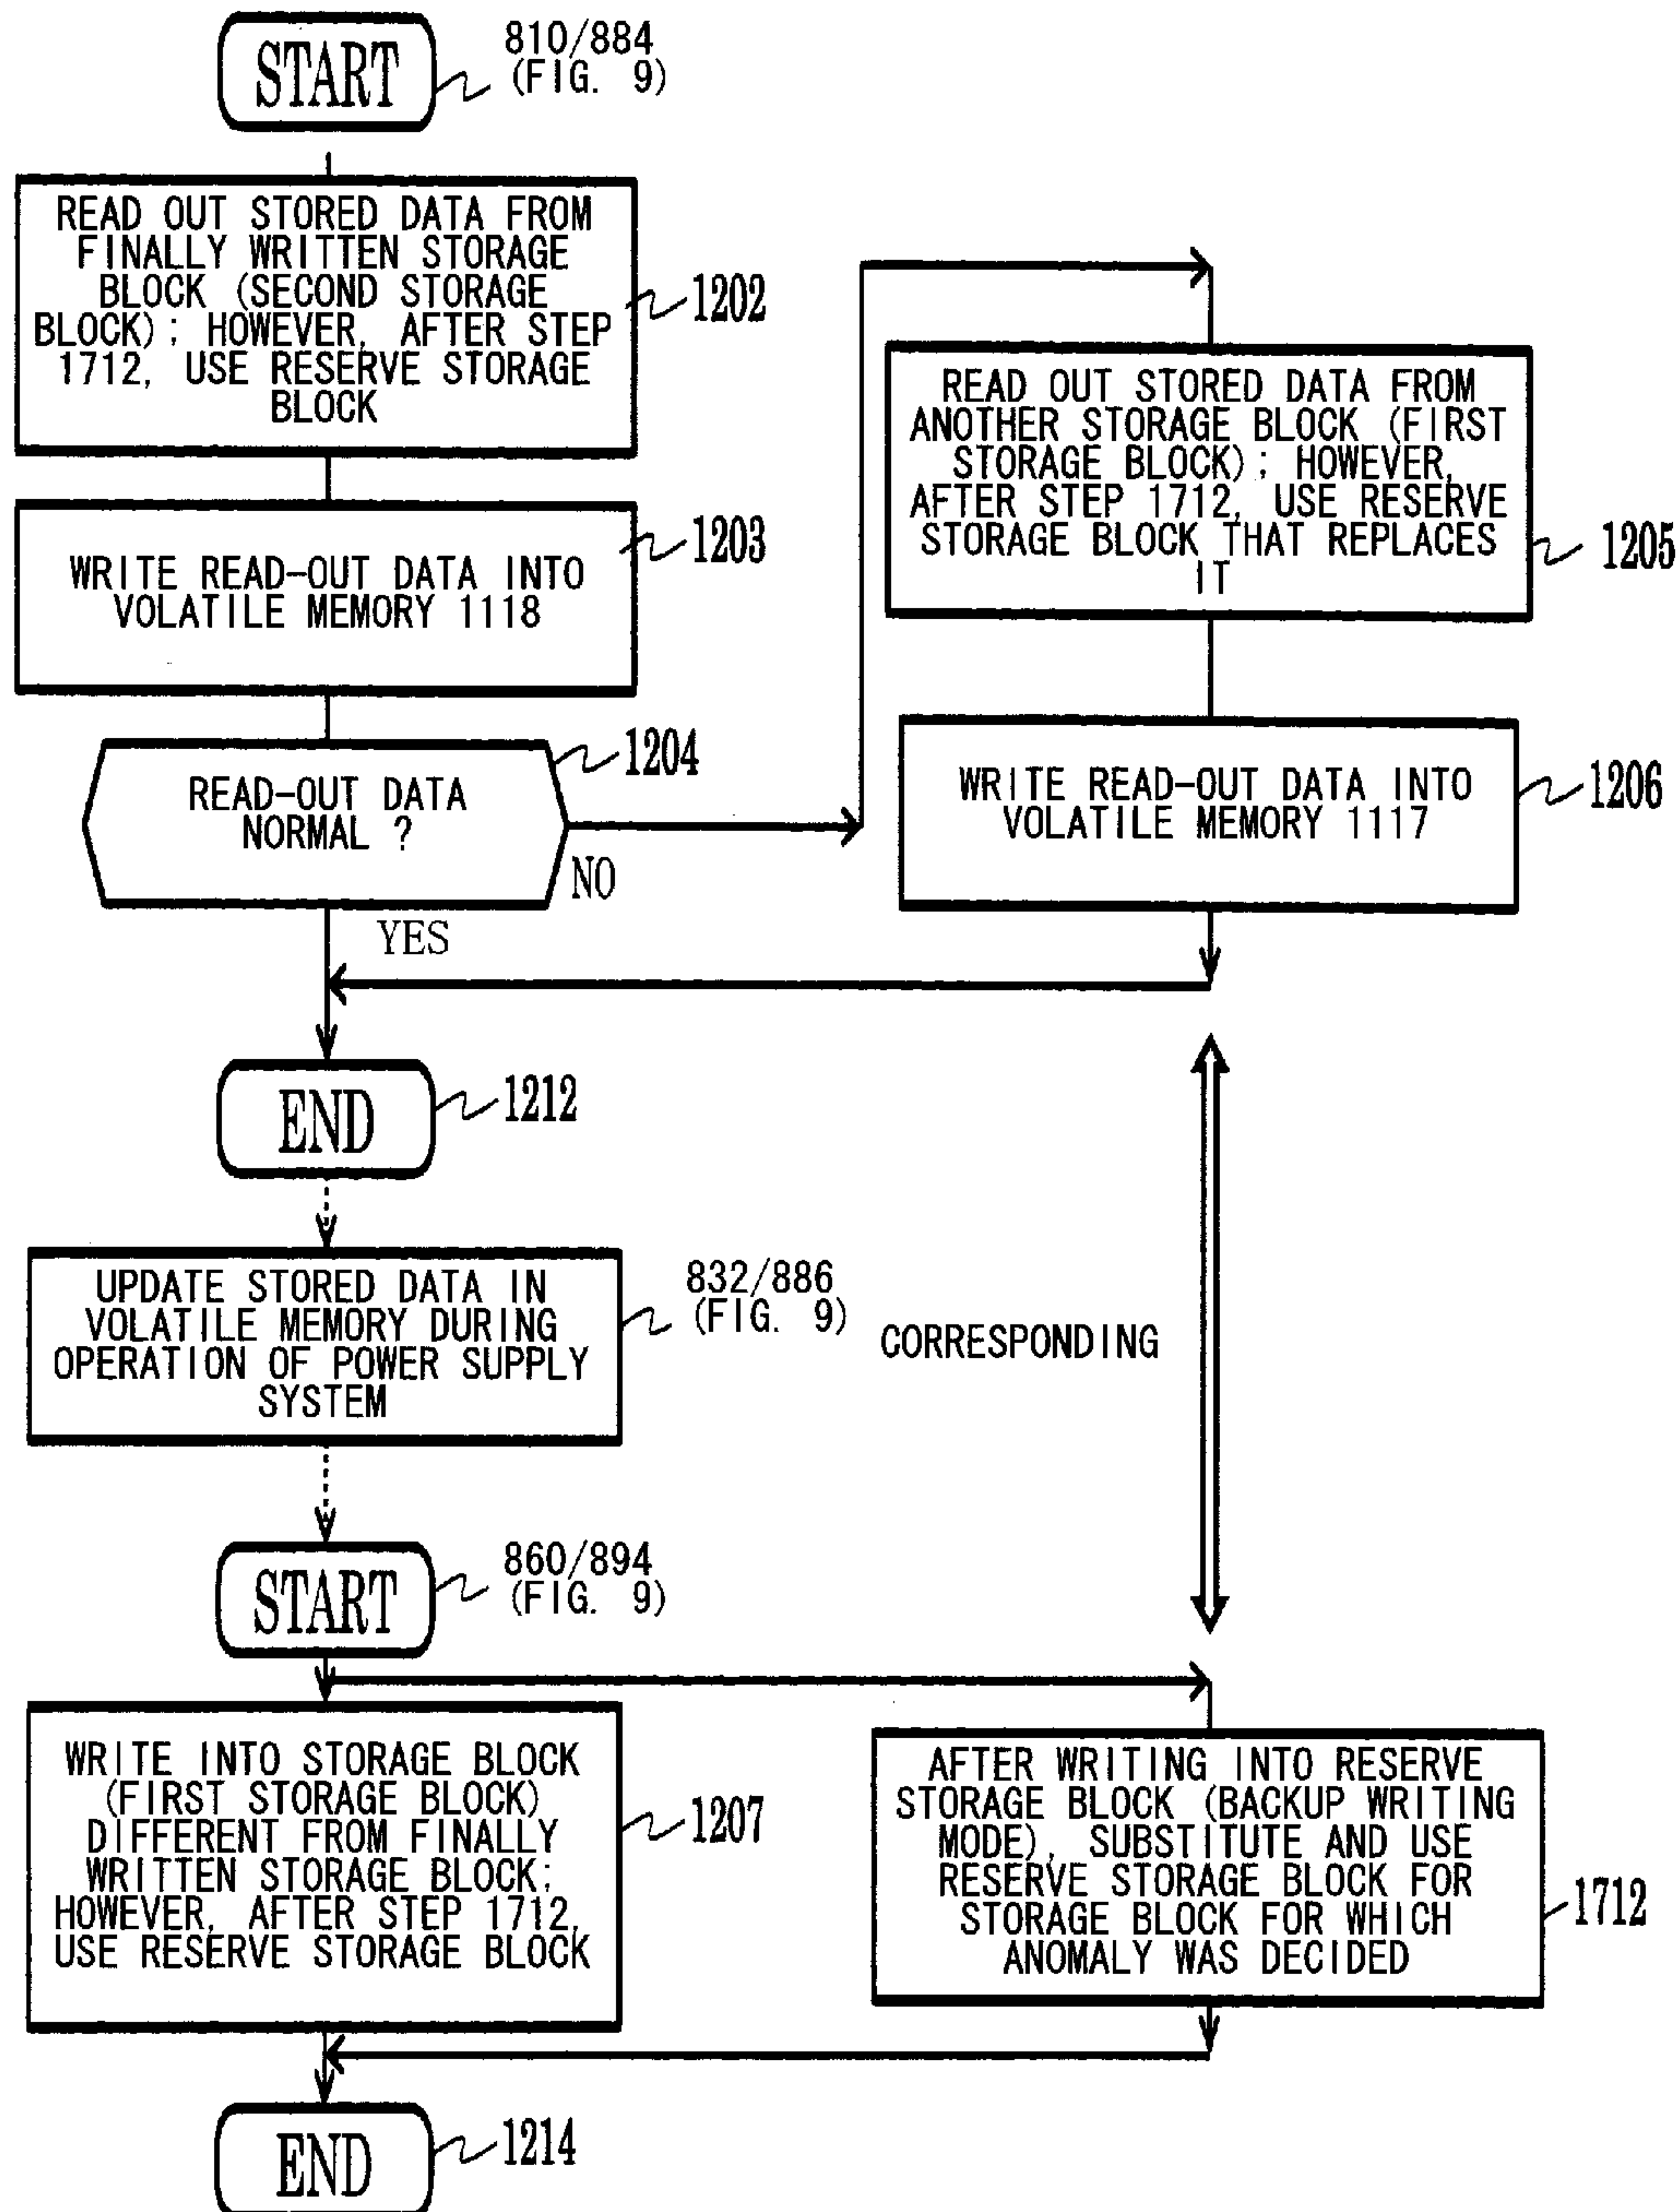 START
810/884
(FIG. 9)
READ OUT STORED DATA FROM
FINALLY WRITTEN STORAGE
BLOCK (SECOND STORAGE
BLOCK); HOWEVER, AFTER STEP
1712, USE RESERVE STORAGE
BLOCK
1202
WRITE READ-OUT DATA INTO
VOLATILE MEMORY 1118
1203
READ-OUT DATA
NORMAL ?
1204
NO
YES
READ OUT STORED DATA FROM
ANOTHER STORAGE BLOCK (FIRST
STORAGE BLOCK); HOWEVER,
AFTER STEP 1712, USE RESERVE
STORAGE BLOCK THAT REPLACES
IT
1205
WRITE READ-OUT DATA INTO
VOLATILE MEMORY 1117
1206
END
1212
UPDATE STORED DATA IN
VOLATILE MEMORY DURING
OPERATION OF POWER SUPPLY
SYSTEM
832/886
(FIG. 9)
CORRESPONDING
START
860/894
(FIG. 9)
WRITE INTO STORAGE BLOCK
(FIRST STORAGE BLOCK)
DIFFERENT FROM FINALLY
WRITTEN STORAGE BLOCK;
HOWEVER, AFTER STEP 1712,
USE RESERVE STORAGE BLOCK
1207
AFTER WRITING INTO RESERVE
STORAGE BLOCK (BACKUP WRITING
MODE), SUBSTITUTE AND USE
RESERVE STORAGE BLOCK FOR
STORAGE BLOCK FOR WHICH
ANOMALY WAS DECIDED
1712
END
1214